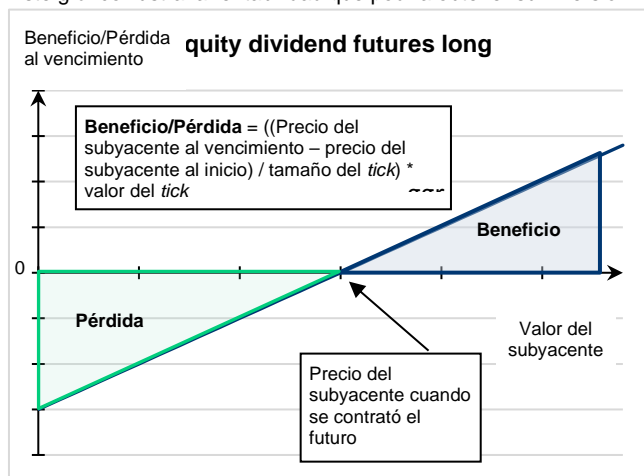 Beneficio/Pérdida
al vencimiento
quity dividend futures long
Beneficio/Pérdida = ((Precio del
subyacente al vencimiento – precio del
subyacente al inicio) / tamaño del tick) *
valor del tick
Beneficio
0
Pérdida
Valor del
subyacente
Precio del
subyacente cuando
se contrató el
futuro